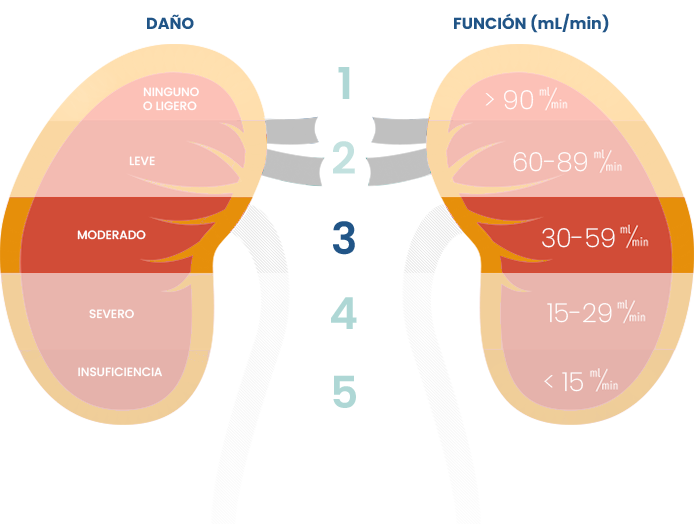 DAÑO
FUNCIÓN (mL/min)
1
NINGUNO
O LIGERO
> 90 ml/min
2
LEVE
60-89 ml/min
3
MODERADO
30-59 ml/min
4
SEVERO
15-29 ml/min
5
INSUFICIENCIA
< 15 ml/min